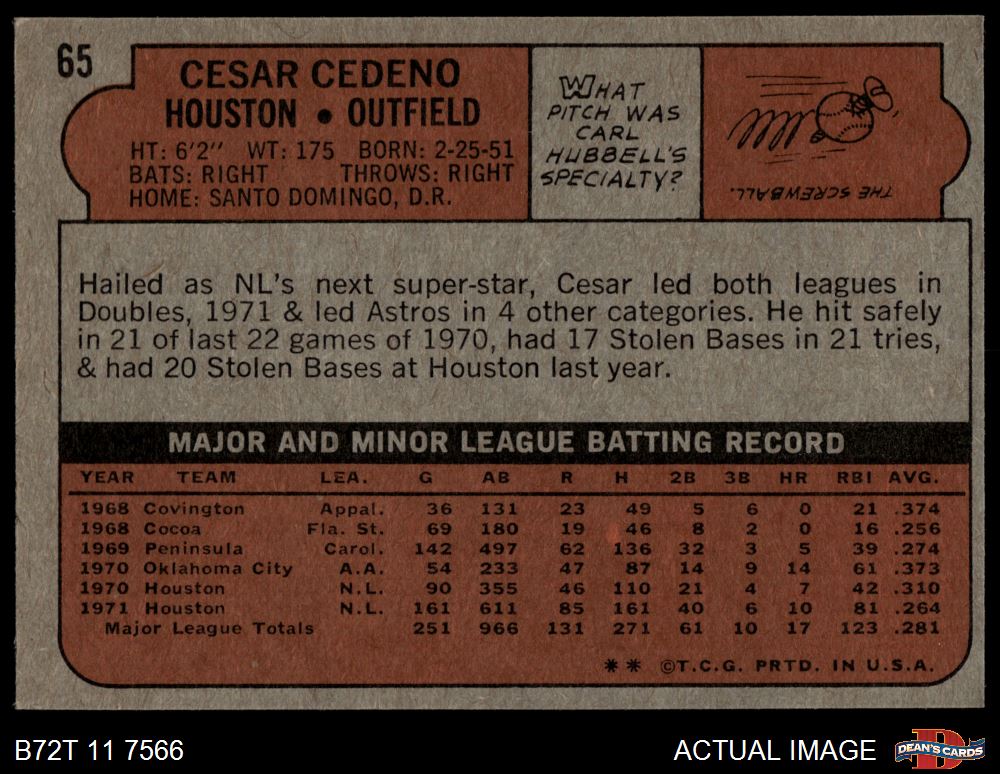 65
CESAR CEDENO
HOUSTON • OUTFIELD
HT: 6'2" WT: 175 BORN: 2-25-51
BATS: RIGHT THROWS: RIGHT
HOME: SANTO DOMINGO, D.R.
WHAT
PITCH WAS
CARL
HUBBELL'S
SPECIALTY?
THE SCREWBALL.
Hailed as NL's next super-star, Cesar led both leagues in
Doubles, 1971 & led Astros in 4 other categories. He hit safely
in 21 of last 22 games of 1970, had 17 Stolen Bases in 21 tries,
& had 20 Stolen Bases at Houston last year.
MAJOR AND MINOR LEAGUE BATTING RECORD
YEAR TEAM LEA. G AB R H 2B 3B HR RBI AVG.
1968 Covington Appal. 36 131 23 49 5 6 0 21 .374
1968 Cocoa Fla. St. 69 180 19 46 8 2 0 16 .256
1969 Peninsula Carol. 142 497 62 136 32 3 5 39 .274
1970 Oklahoma City A.A. 54 233 47 87 14 9 14 61 .373
1970 Houston N.L. 90 355 46 110 21 4 7 42 .310
1971 Houston N.L. 161 611 85 161 40 6 10 81 .264
Major League Totals 251 966 131 271 61 10 17 123 .281
** ©T.C.G. PRTD. IN U.S.A.
B72T 11 7566
ACTUAL IMAGE
D
DEAN'S CARDS